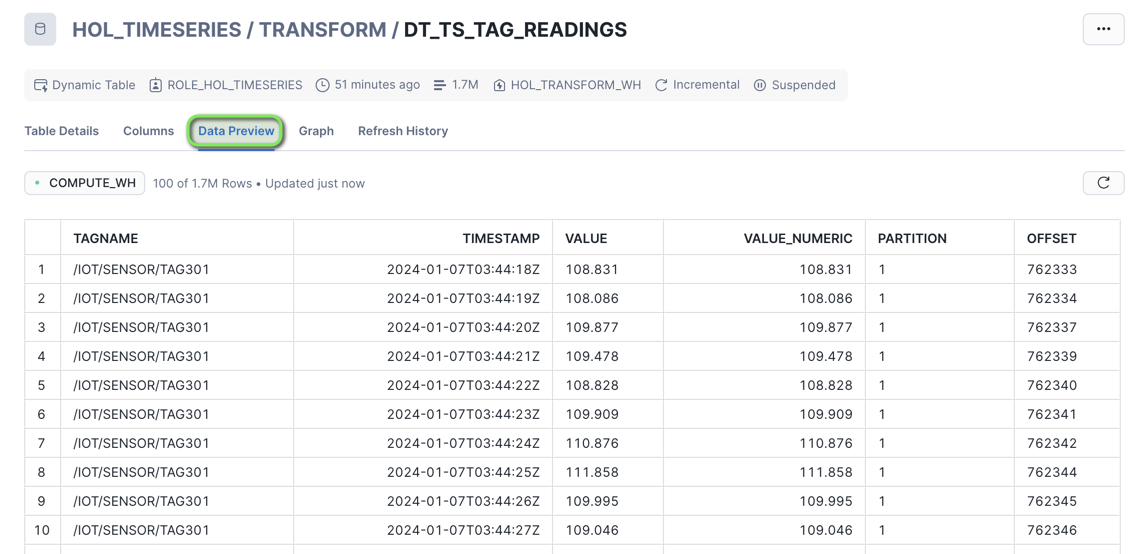 HOL_TIMESERIES / TRANSFORM / DT_TS_TAG_READINGS
Dynamic Table ROLE_HOL_TIMESERIES 51 minutes ago 1.7M HOL_TRANSFORM_WH Incremental Suspended
Table Details Columns Data Preview Graph Refresh History
COMPUTE_WH 100 of 1.7M Rows • Updated just now
TAGNAME TIMESTAMP VALUE VALUE_NUMERIC PARTITION OFFSET
1 /IOT/SENSOR/TAG301 2024-01-07T03:44:18Z 108.831 108.831 1 762333
2 /IOT/SENSOR/TAG301 2024-01-07T03:44:19Z 108.086 108.086 1 762334
3 /IOT/SENSOR/TAG301 2024-01-07T03:44:20Z 109.877 109.877 1 762337
4 /IOT/SENSOR/TAG301 2024-01-07T03:44:21Z 109.478 109.478 1 762339
5 /IOT/SENSOR/TAG301 2024-01-07T03:44:22Z 108.828 108.828 1 762340
6 /IOT/SENSOR/TAG301 2024-01-07T03:44:23Z 109.909 109.909 1 762341
7 /IOT/SENSOR/TAG301 2024-01-07T03:44:24Z 110.876 110.876 1 762342
8 /IOT/SENSOR/TAG301 2024-01-07T03:44:25Z 111.858 111.858 1 762344
9 /IOT/SENSOR/TAG301 2024-01-07T03:44:26Z 109.995 109.995 1 762345
10 /IOT/SENSOR/TAG301 2024-01-07T03:44:27Z 109.046 109.046 1 762346